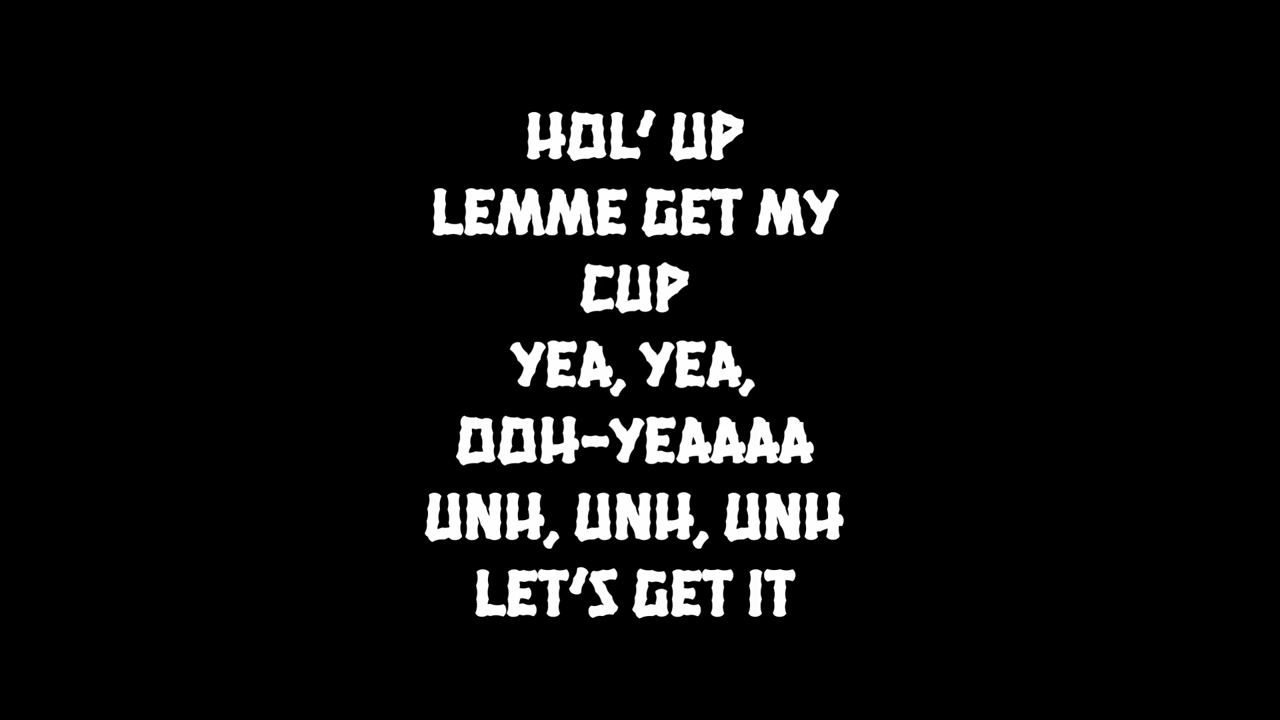 HOL' UP
LEMME GET MY
CUP
YEA, YEA,
OOH-YEAAAA
UNH, UNH, UNH
LET'S GET IT